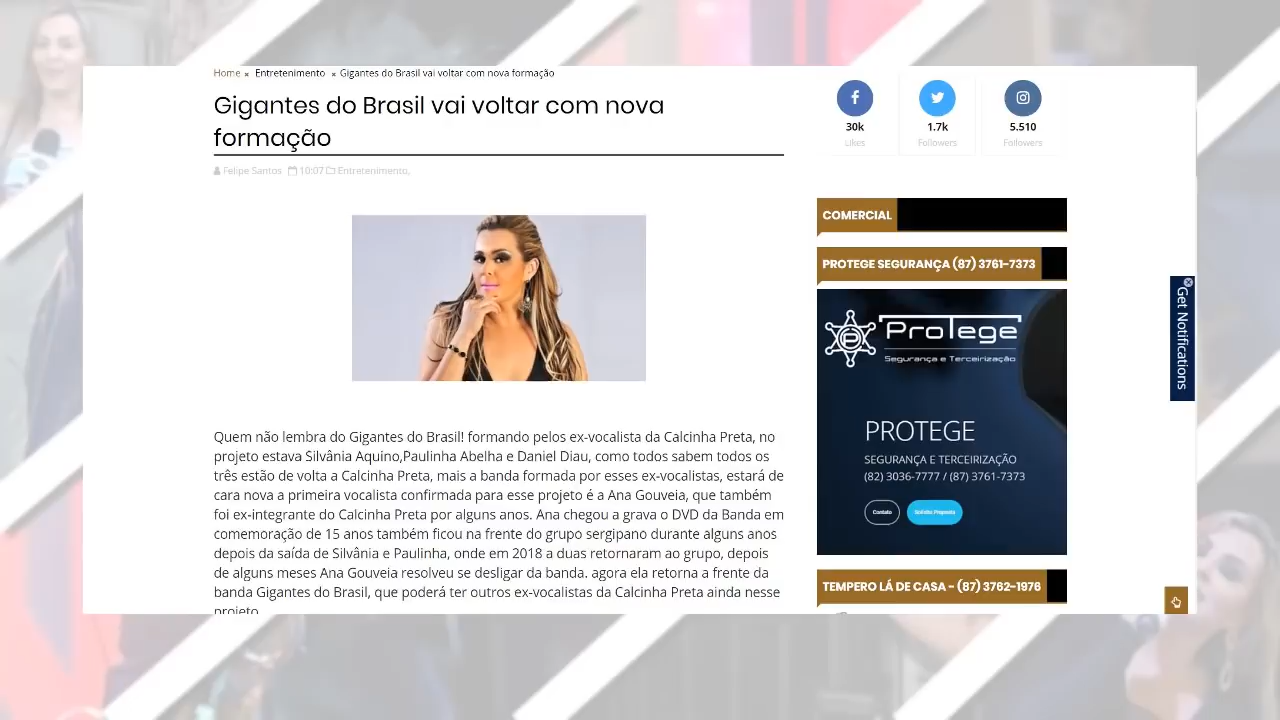 Home × Entretenimento × Gigantes do Brasil vai voltar com nova formação
Gigantes do Brasil vai voltar com nova
formação
Felipe Santos 10:07 Entretenimento,
Quem não lembra do Gigantes do Brasil! formando pelos ex-vocalista da Calcinha Preta, no
projeto estava Silvânia Aquino,Paulinha Abelha e Daniel Diau, como todos sabem todos os
três estão de volta a Calcinha Preta, mais a banda formada por esses ex-vocalistas, estará de
cara nova a primeira vocalista confirmada para esse projeto é a Ana Gouveia, que também
foi ex-integrante do Calcinha Preta por alguns anos. Ana chegou a grava o DVD da Banda em
comemoração de 15 anos também ficou na frente do grupo sergipano durante alguns anos
depois da saída de Silvânia e Paulinha, onde em 2018 a duas retornaram ao grupo, depois
de alguns meses Ana Gouveia resolveu se desligar da banda. agora ela retorna a frente da
banda Gigantes do Brasil, que poderá ter outros ex-vocalistas da Calcinha Preta ainda nesse
projeto
30k 1.7k 5.510
Likes Followers Followers
COMERCIAL
PROTEGE SEGURANÇA (87) 3761-7373
ProTege
Segurança e Terceirização
PROTEGE
SEGURANÇA E TERCEIRIZAÇÃO
(82) 3036-7777 / (87) 3761-7373
Contato Solicite Proposta
TEMPERO LÁ DE CASA - (87) 3762-1976
Get Notifications